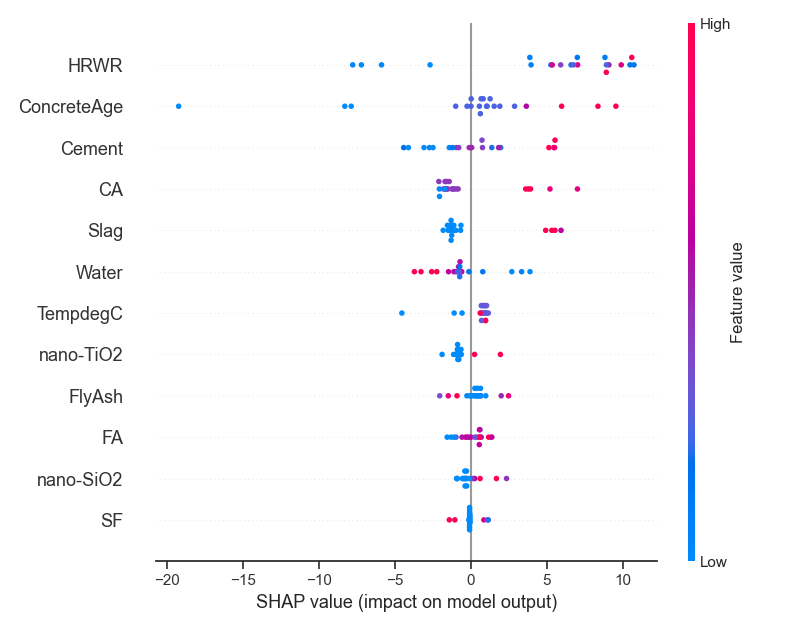 High
HRWR
ConcreteAge
Cement
CA
Slag
Water
TempdegC
nano-TiO2
FlyAsh
FA
nano-SiO2
SF
Feature value
Low
−20 −15 −10 −5 0 5 10
SHAP value (impact on model output)